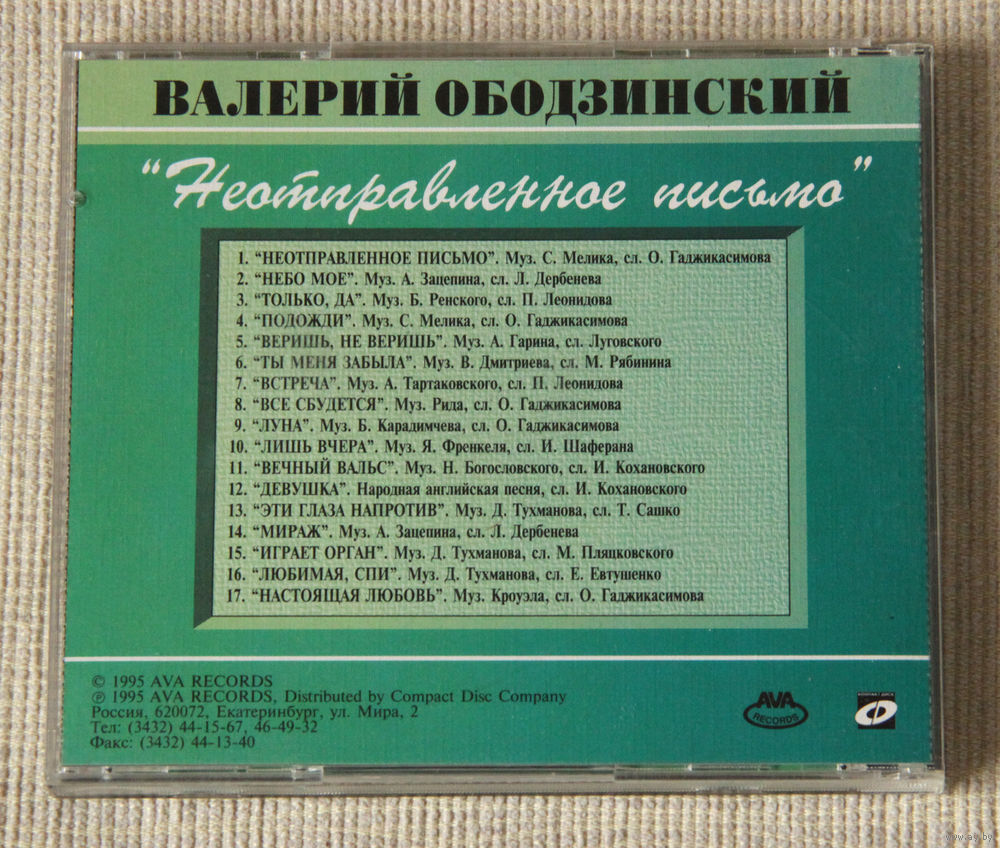 ВАЛЕРИЙ ОБОДЗИНСКИЙ
“Неотправленное письмо”
1. “НЕОТПРАВЛЕННОЕ ПИСЬМО”. Муз. С. Мелика, сл. О. Гаджикасимова
2. “НЕБО МОЕ”. Муз. А. Зацепина, сл. Л. Дербенева
3. “ТОЛЬКО, ДА”. Муз. Б. Ренского, сл. П. Леонидова
4. “ПОДОЖДИ”. Муз. С. Мелика, сл. О. Гаджикасимова
5. “ВЕРИШЬ, НЕ ВЕРИШЬ”. Муз. А. Гарина, сл. Луговского
6. “ТЫ МЕНЯ ЗАБЫЛА”. Муз. В. Дмитриева, сл. М. Рябинина
7. “ВСТРЕЧА”. Муз. А. Тартаковского, сл. П. Леонидова
8. “ВСЕ СБУДЕТСЯ”. Муз. Рида, сл. О. Гаджикасимова
9. “ЛУНА”. Муз. Б. Карадимчева, сл. О. Гаджикасимова
10. “ЛИШЬ ВЧЕРА”. Муз. Я. Френкеля, сл. И. Шаферана
11. “ВЕЧНЫЙ ВАЛЬС”. Муз. Н. Богословского, сл. И. Кохановского
12. “ДЕВУШКА”. Народная английская песня, сл. И. Кохановского
13. “ЭТИ ГЛАЗА НАПРОТИВ”. Муз. Д. Тухманова, сл. Т. Сашко
14. “МИРАЖ”. Муз. А. Зацепина, сл. Л. Дербенева
15. “ИГРАЕТ ОРГАН”. Муз. Д. Тухманова, сл. М. Пляцковского
16. “ЛЮБИМАЯ, СПИ”. Муз. Д. Тухманова, сл. Е. Евтушенко
17. “НАСТОЯЩАЯ ЛЮБОВЬ”. Муз. Кроуэла, сл. О. Гаджикасимова
© 1995 AVA RECORDS
℗ 1995 AVA RECORDS, Distributed by Compact Disc Company
Россия, 620072, Екатеринбург, ул. Мира, 2
Тел: (3432) 44-15-67, 46-49-32
Факс: (3432) 44-13-40
AVA
RECORDS
КОМПАКТ ДИСК
www.ay.by